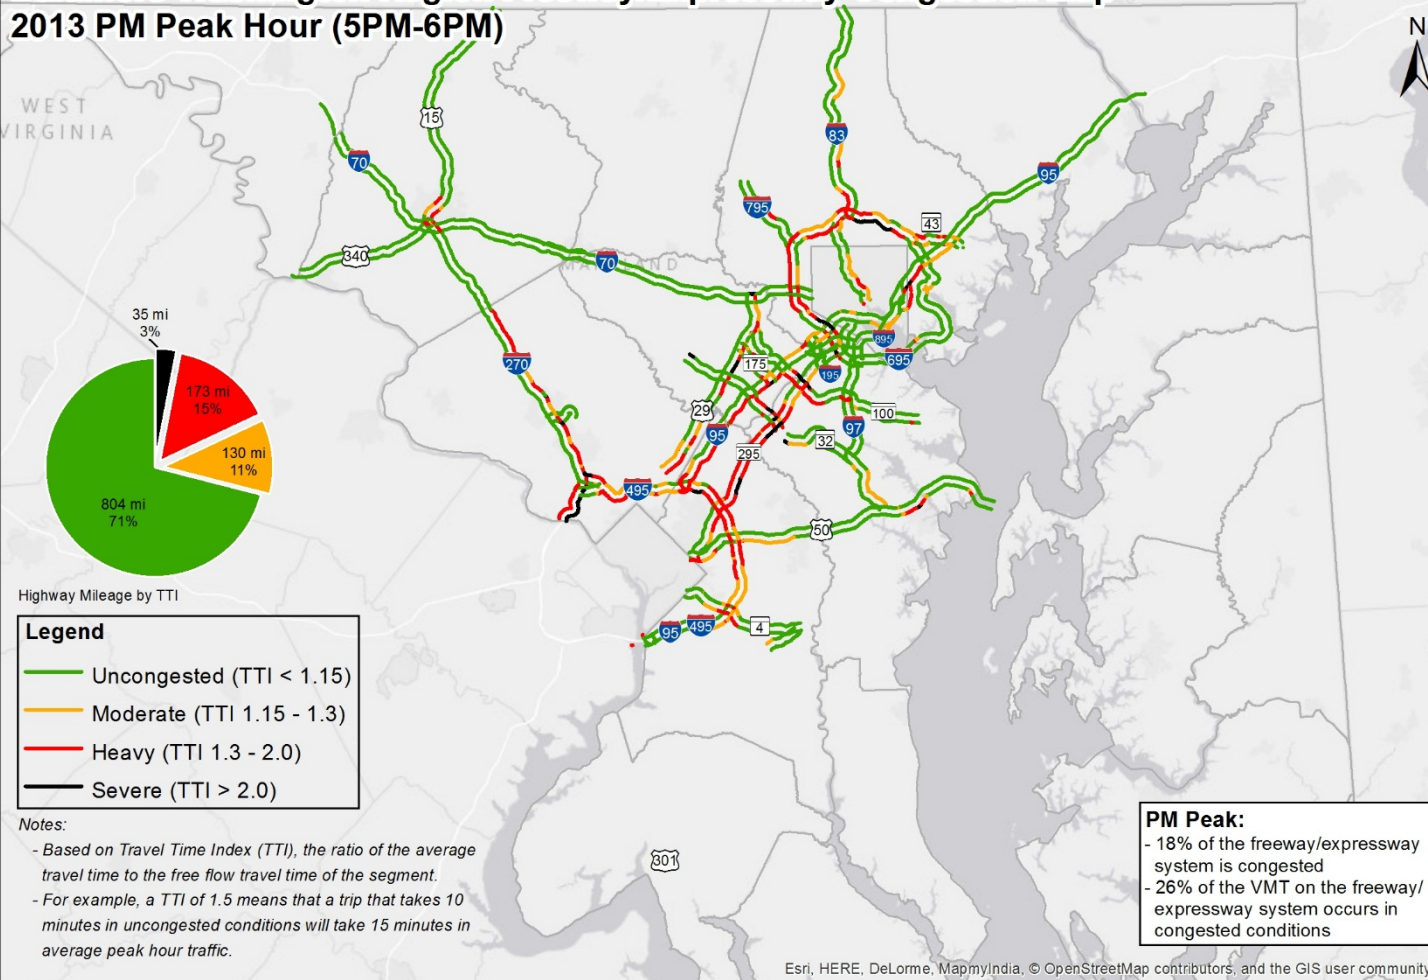 2013 PM Peak Hour (5PM-6PM)
N
WEST
VIRGINIA
15
70
83
95
795
43
340
70
MARYLAND
35 mi
3%
173 mi
15%
130 mi
11%
804 mi
71%
270
895
695
175
195
29
95
100
97
32
295
495
50
95
495
4
301
Highway Mileage by TTI
Legend
Uncongested (TTI < 1.15)
Moderate (TTI 1.15 - 1.3)
Heavy (TTI 1.3 - 2.0)
Severe (TTI > 2.0)
Notes:
- Based on Travel Time Index (TTI), the ratio of the average
travel time to the free flow travel time of the segment.
- For example, a TTI of 1.5 means that a trip that takes 10
minutes in uncongested conditions will take 15 minutes in
average peak hour traffic.
PM Peak:
- 18% of the freeway/expressway
system is congested
- 26% of the VMT on the freeway/
expressway system occurs in
congested conditions
Esri, HERE, DeLorme, MapmyIndia, © OpenStreetMap contributors, and the GIS user community